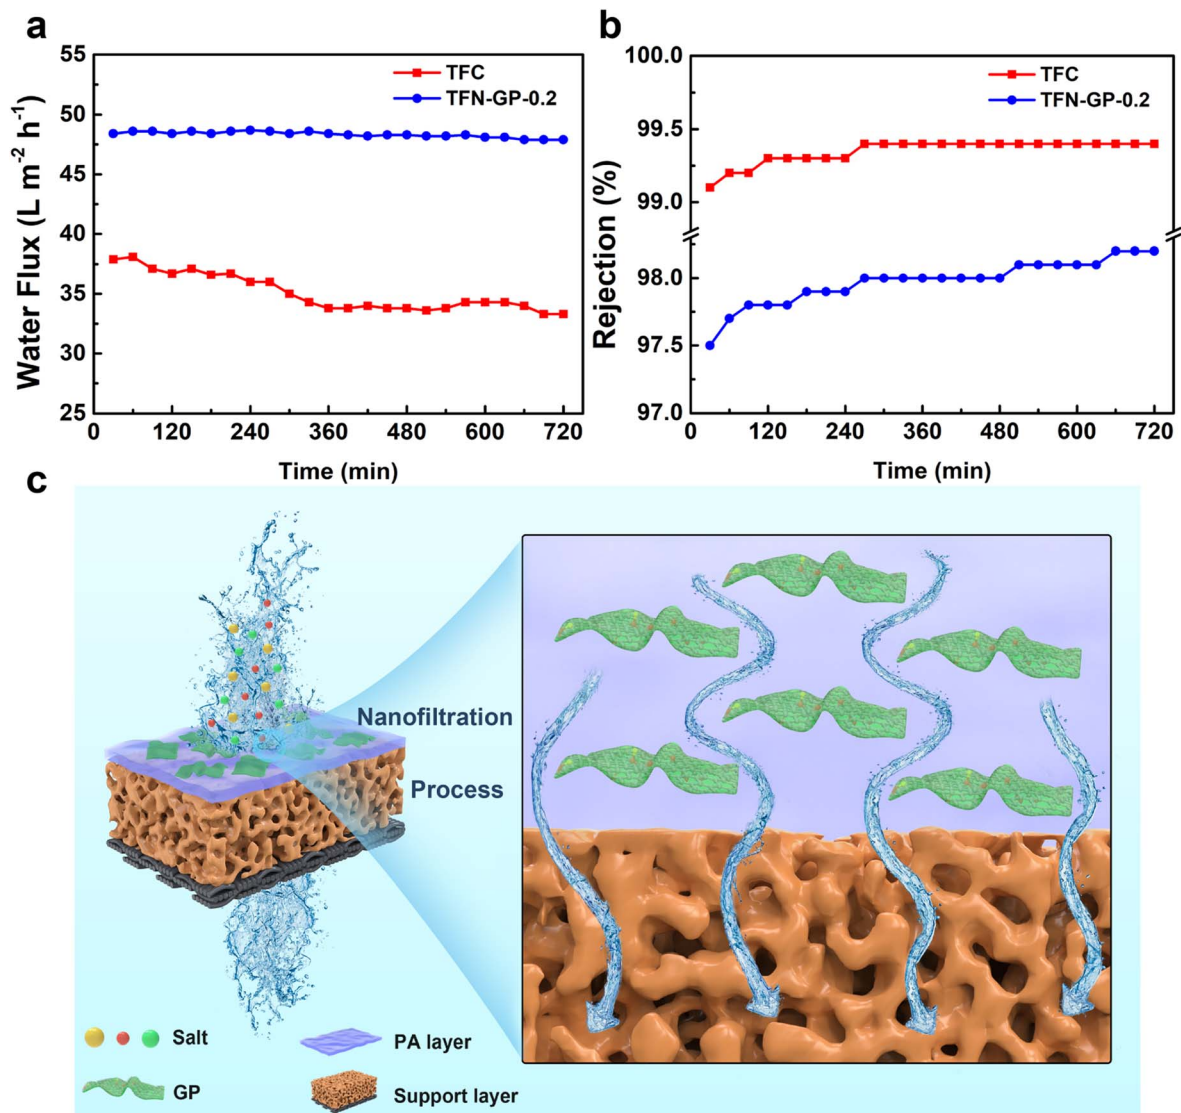 a
Water Flux (L m⁻² h⁻¹)
55
50
45
40
35
30
25
TFC
TFN-GP-0.2
0 120 240 360 480 600 720
Time (min)
b
Rejection (%)
100.0
99.5
99.0
98.0
97.5
97.0
TFC
TFN-GP-0.2
0 120 240 360 480 600 720
Time (min)
c
Nanofiltration
Process
Salt
PA layer
GP
Support layer